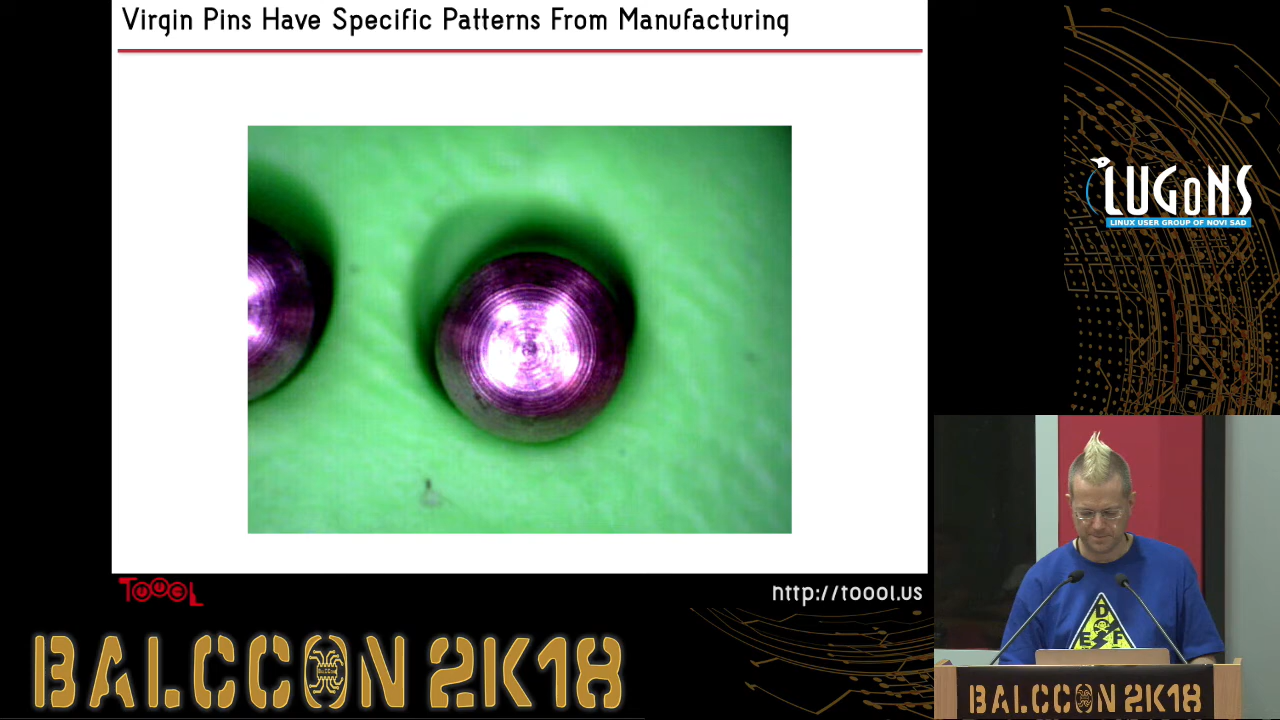 Virgin Pins Have Specific Patterns From Manufacturing
LUGoNS
LINUX USER GROUP OF NOVI SAD
D
E F
TOOOL
http://toool.us
BALCCON 2K18
BALCCON 2K18